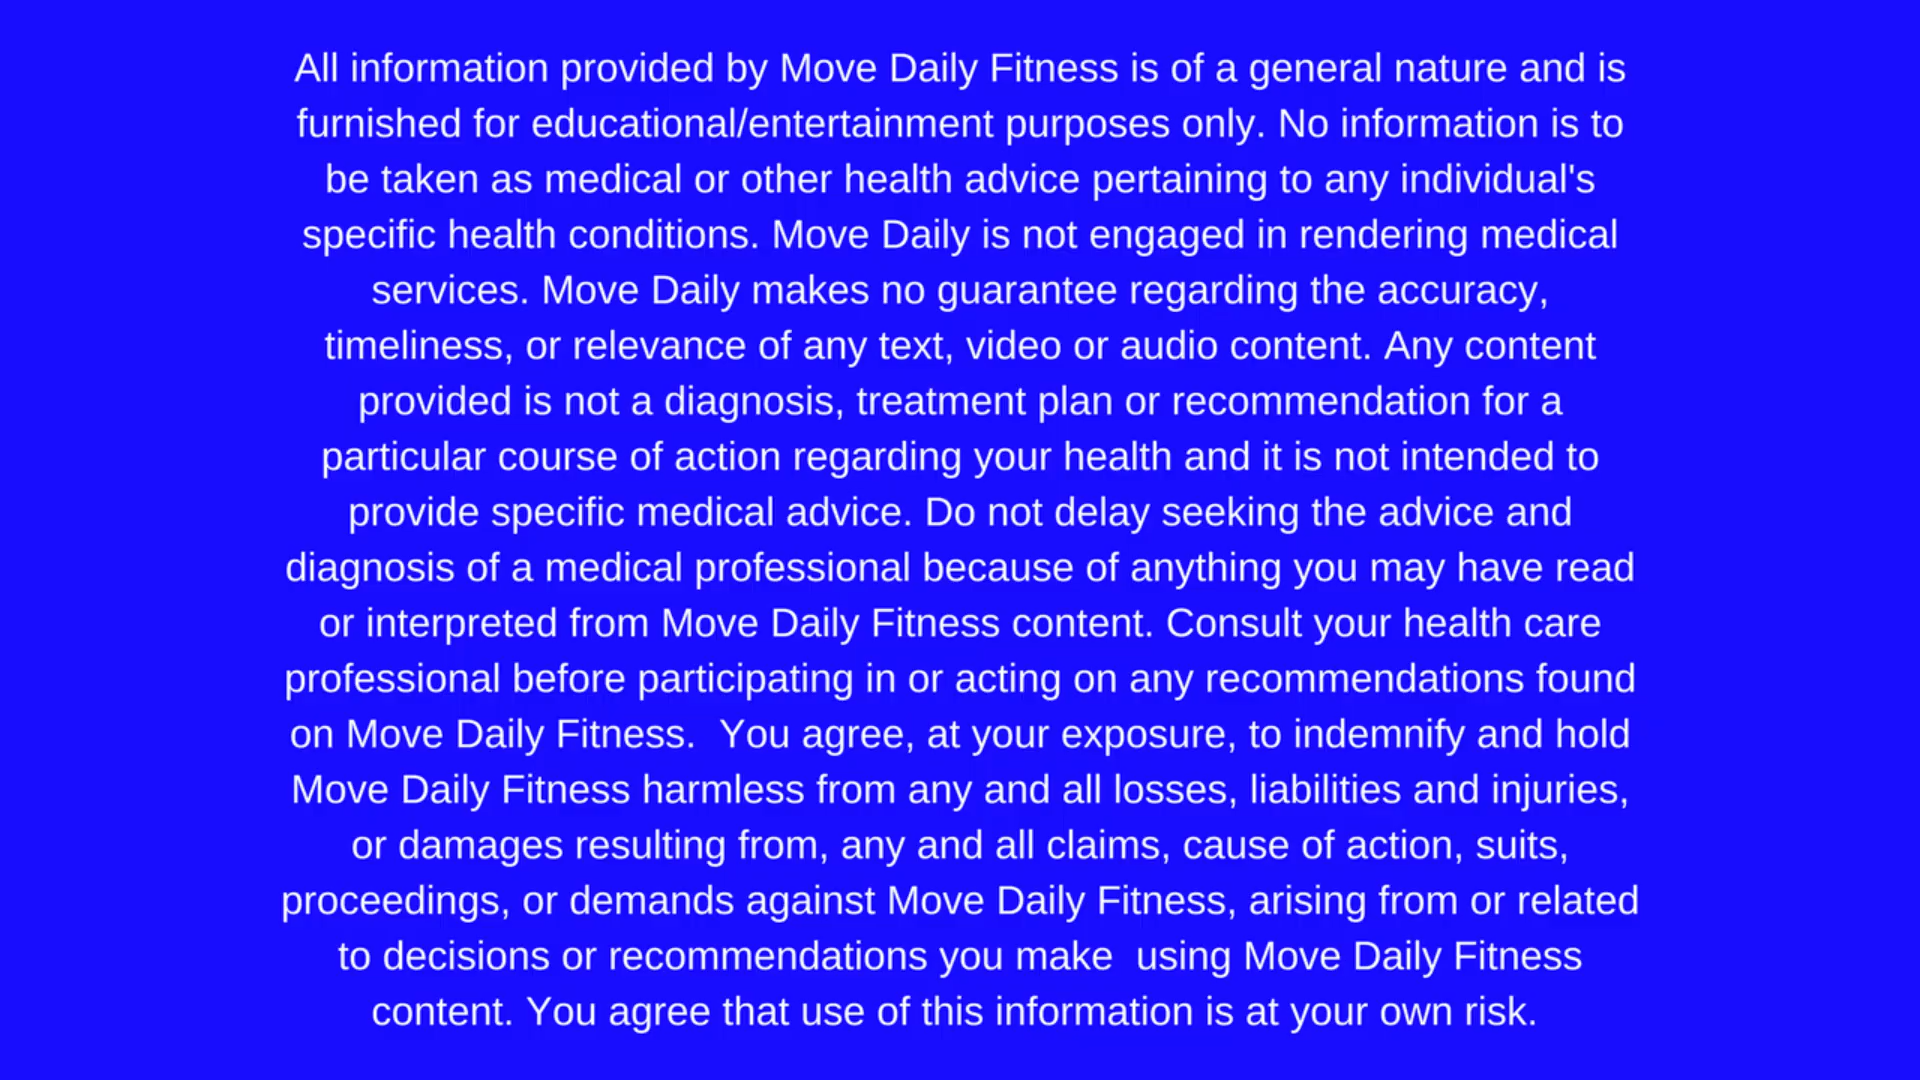 All information provided by Move Daily Fitness is of a general nature and is
furnished for educational/entertainment purposes only. No information is to
be taken as medical or other health advice pertaining to any individual's
specific health conditions. Move Daily is not engaged in rendering medical
services. Move Daily makes no guarantee regarding the accuracy,
timeliness, or relevance of any text, video or audio content. Any content
provided is not a diagnosis, treatment plan or recommendation for a
particular course of action regarding your health and it is not intended to
provide specific medical advice. Do not delay seeking the advice and
diagnosis of a medical professional because of anything you may have read
or interpreted from Move Daily Fitness content. Consult your health care
professional before participating in or acting on any recommendations found
on Move Daily Fitness.  You agree, at your exposure, to indemnify and hold
Move Daily Fitness harmless from any and all losses, liabilities and injuries,
or damages resulting from, any and all claims, cause of action, suits,
proceedings, or demands against Move Daily Fitness, arising from or related
to decisions or recommendations you make  using Move Daily Fitness
content. You agree that use of this information is at your own risk.